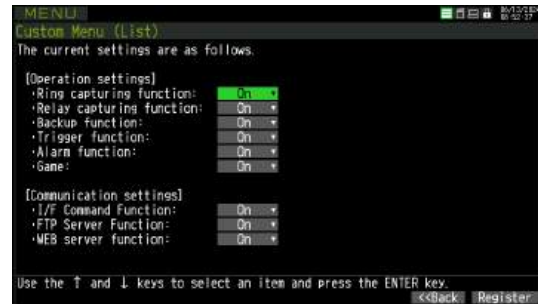 MENU
Custom Menu (List)
The current settings are as follows.
[Operation settings]
・Ring capturing function: On
・Relay capturing function: On
・Backup function: On
・Trigger function: On
・Alarm function: On
・Game: On
[Communication settings]
・I/F Command Function: On
・FTP Server Function: On
・WEB server function: On
Use the ↑ and ↓ keys to select an item and press the ENTER key.
<<Back Register